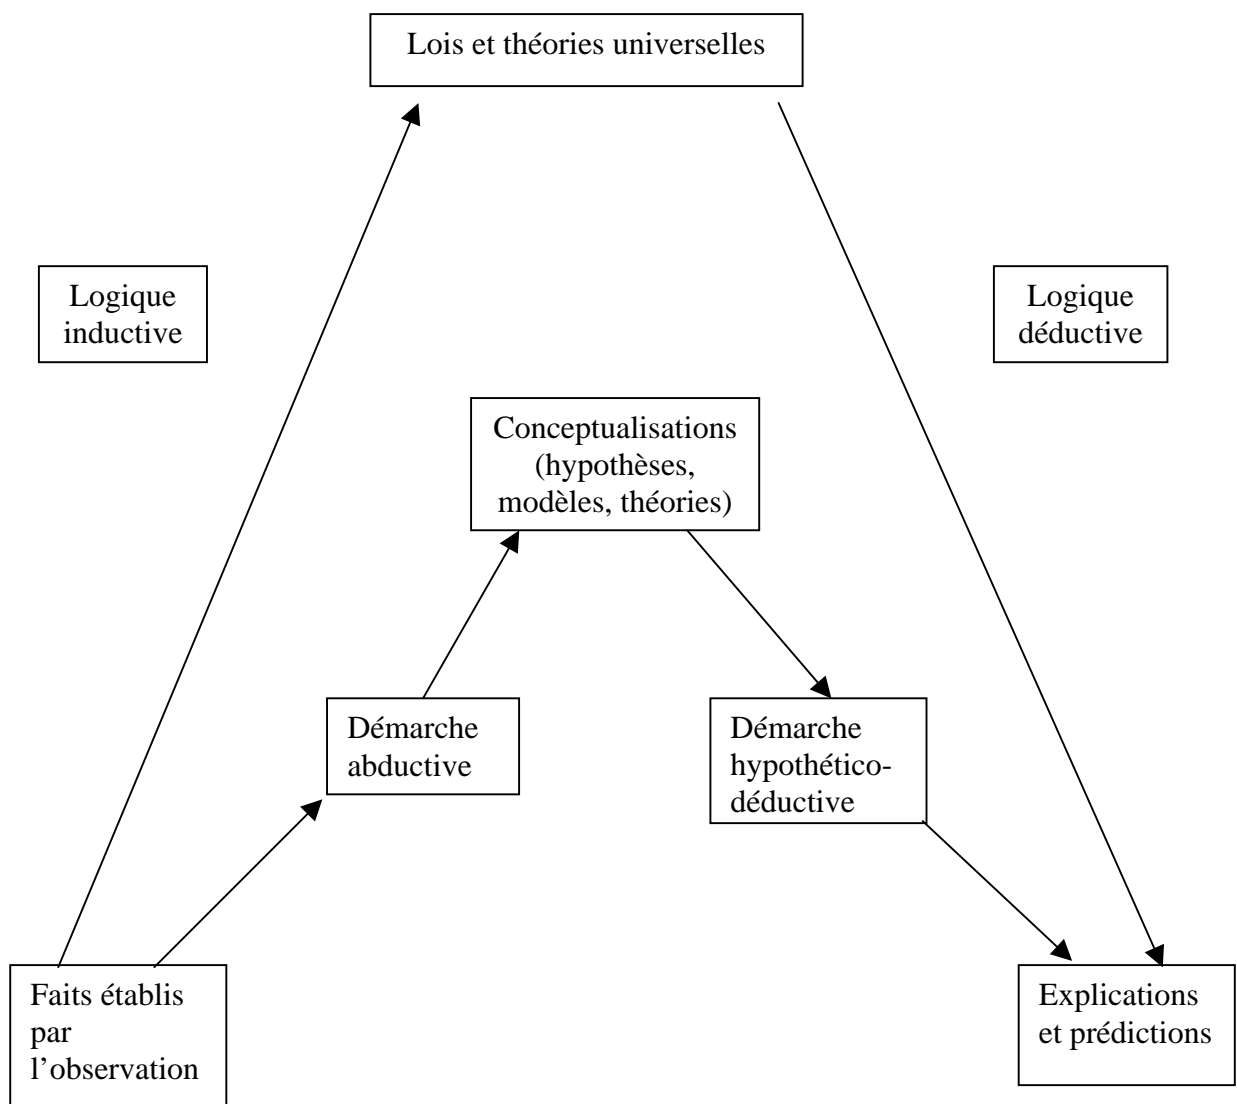 Lois et théories universelles
Logique
inductive
Logique
déductive
Conceptualisations
(hypothèses,
modèles, théories)
Démarche
abductive
Démarche
hypothético-
déductive
Faits établis
par
l’observation
Explications
et prédictions